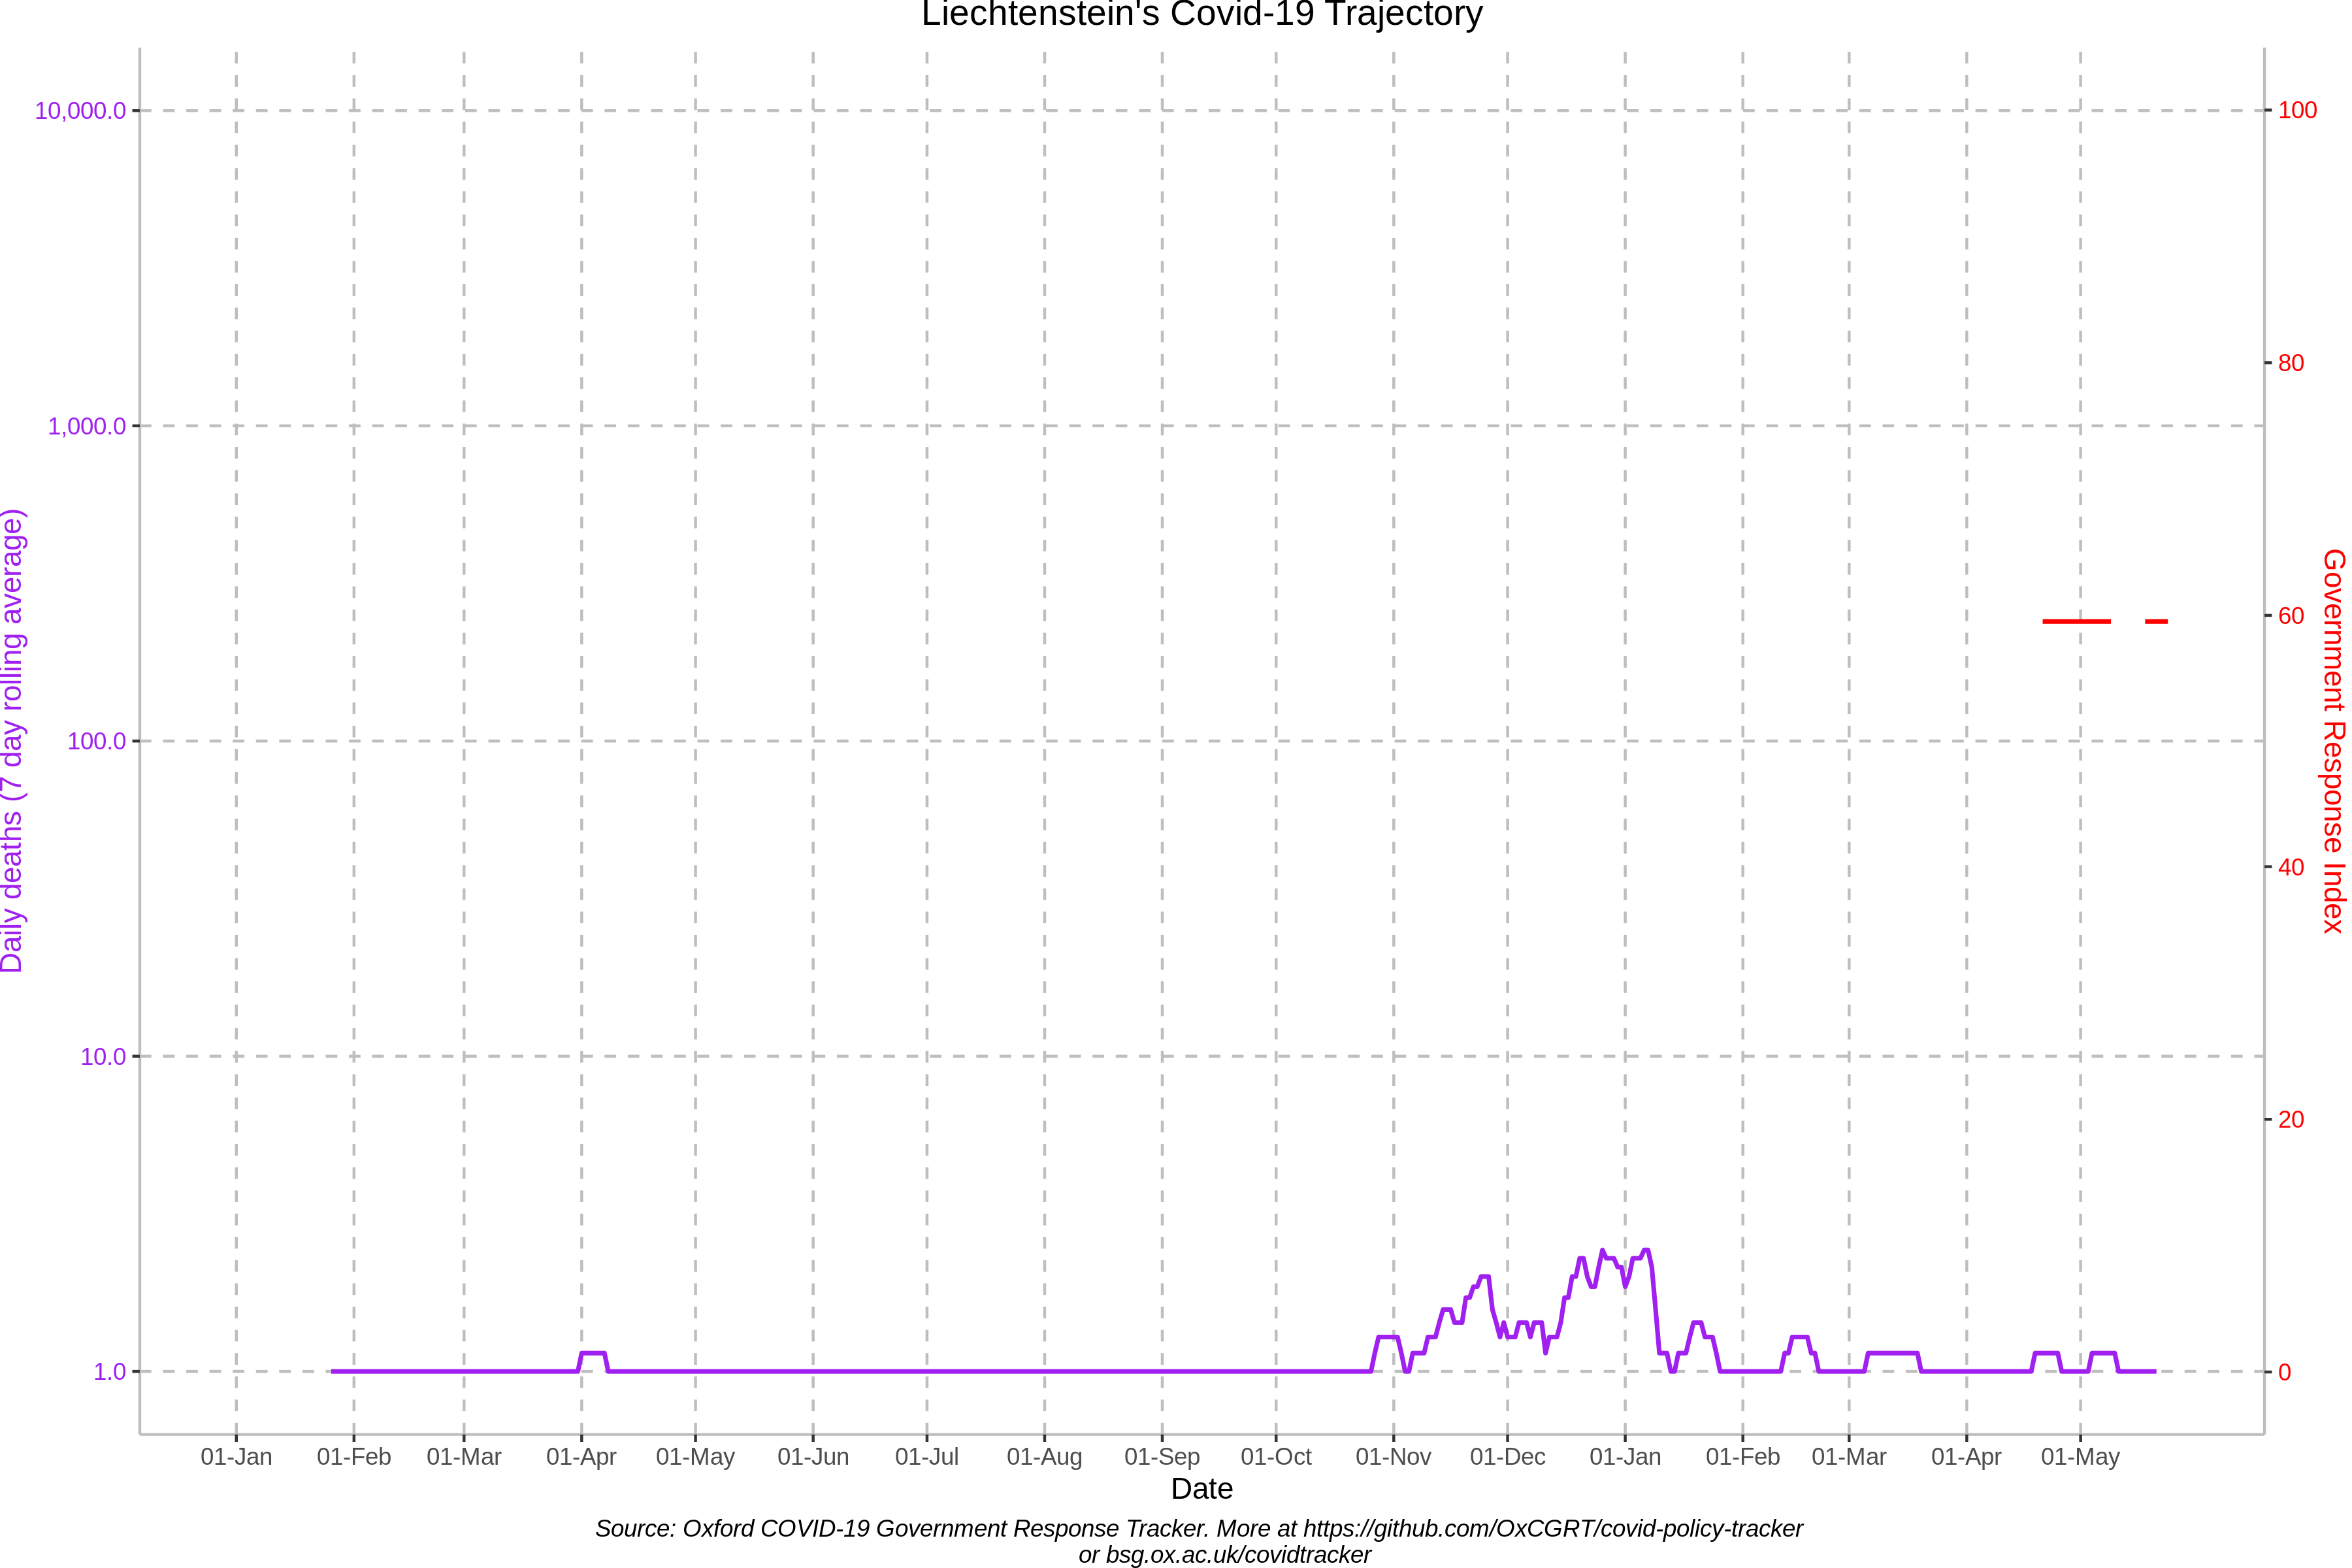 Liechtenstein's Covid-19 Trajectory
10,000.0
1,000.0
100.0
10.0
1.0
Daily deaths (7 day rolling average)
100
80
60
40
20
0
Government Response Index
01-Jan 01-Feb 01-Mar 01-Apr 01-May 01-Jun 01-Jul 01-Aug 01-Sep 01-Oct 01-Nov 01-Dec 01-Jan 01-Feb 01-Mar 01-Apr 01-May
Date
Source: Oxford COVID-19 Government Response Tracker. More at https://github.com/OxCGRT/covid-policy-tracker
or bsg.ox.ac.uk/covidtracker